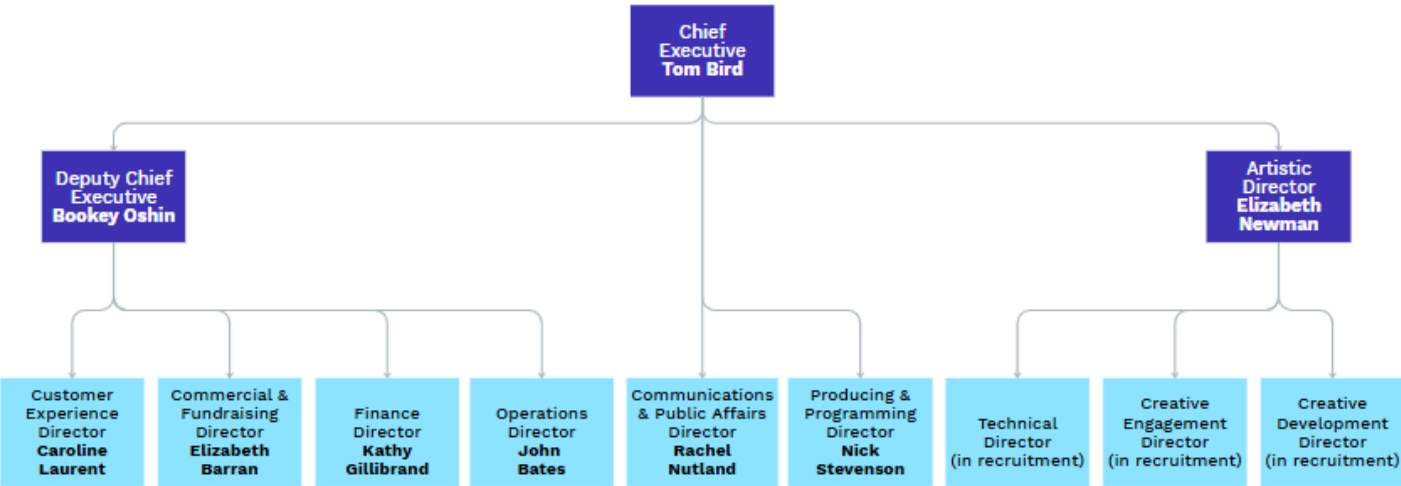 Chief
Executive
Tom Bird
Deputy Chief
Executive
Bookey Oshin
Artistic
Director
Elizabeth
Newman
Customer
Experience
Director
Caroline
Laurent
Commercial &
Fundraising
Director
Elizabeth
Barran
Finance
Director
Kathy
Gillibrand
Operations
Director
John
Bates
Communications
& Public Affairs
Director
Rachel
Nutland
Producing &
Programming
Director
Nick
Stevenson
Technical
Director
(in recruitment)
Creative
Engagement
Director
(in recruitment)
Creative
Development
Director
(in recruitment)